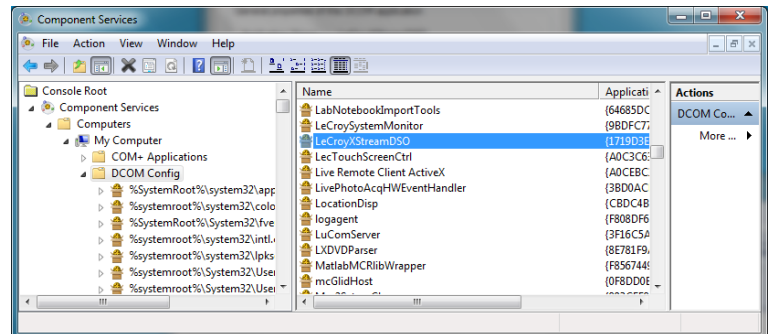 Component Services
File Action View Window Help
Console Root
Component Services
Computers
My Computer
COM+ Applications
DCOM Config
%SystemRoot%\system32\app
%systemroot%\system32\colo
%SystemRoot%\System32\fve
%systemroot%\system32\intl.
%systemroot%\system32\lpks
%systemroot%\System32\User
%systemroot%\System32\User
Name Applicati
LabNotebookImportTools {64685DC
LeCroySystemMonitor {9BDFC77
LeCroyXStreamDSO {1719D3E
LecTouchScreenCtrl {A0C3C63
Live Remote Client ActiveX {A0CEBC
LivePhotoAcqHWEventHandler {3BD0AC
LocationDisp {CBDC4B
logagent {F808DF6
LuComServer {3F16C5A
LXDVDParser {8E781F9
MatlabMCRlibWrapper {F8567449
mcGlidHost {0F8DD0E
Actions
DCOM Co...
More ...